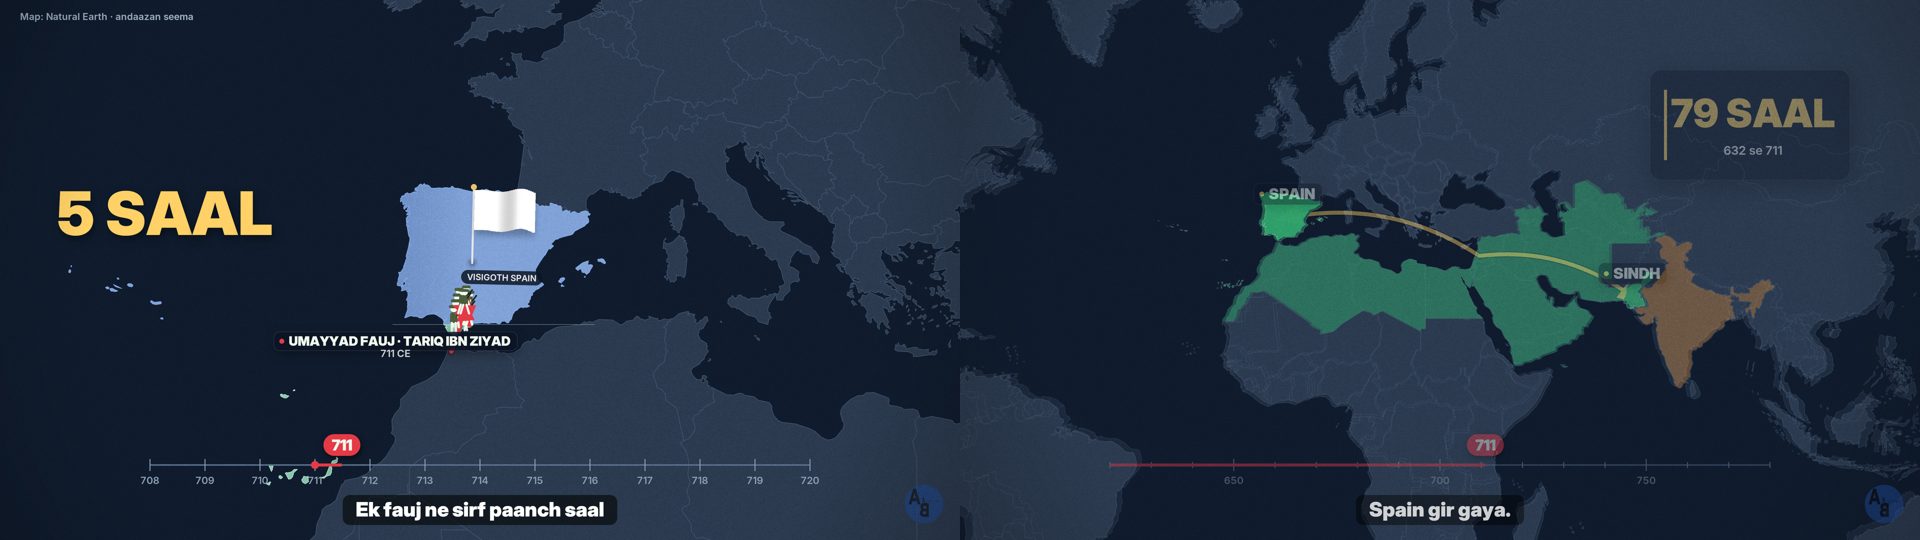 Map: Natural Earth · andaazan seema
5 SAAL
VISIGOTH SPAIN
UMAYYAD FAUJ · TARIQ IBN ZIYAD
711 CE
711
708 709 710 711 712 713 714 715 716 717 718 719 720
Ek fauj ne sirf paanch saal
AB
79 SAAL
632 se 711
SPAIN
SINDH
711
650 700 750
Spain gir gaya.
AB